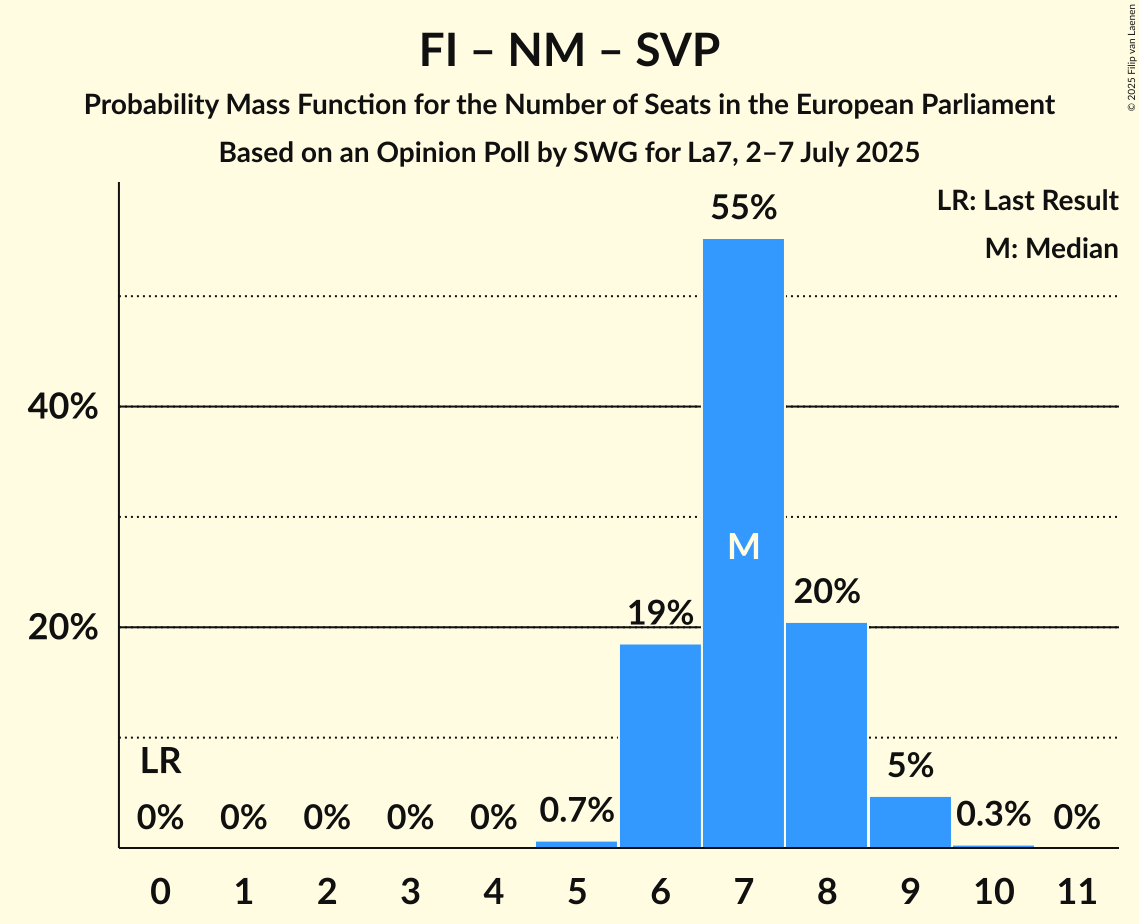 FI – NM – SVP
Probability Mass Function for the Number of Seats in the European Parliament
Based on an Opinion Poll by SWG for La7, 2–7 July 2025
© 2025 Filip van Laenen
LR: Last Result
M: Median
55%
40%
M
20%
19%
20%
LR
5%
0% 0% 0% 0% 0% 0.7% 0.3% 0%
0 1 2 3 4 5 6 7 8 9 10 11